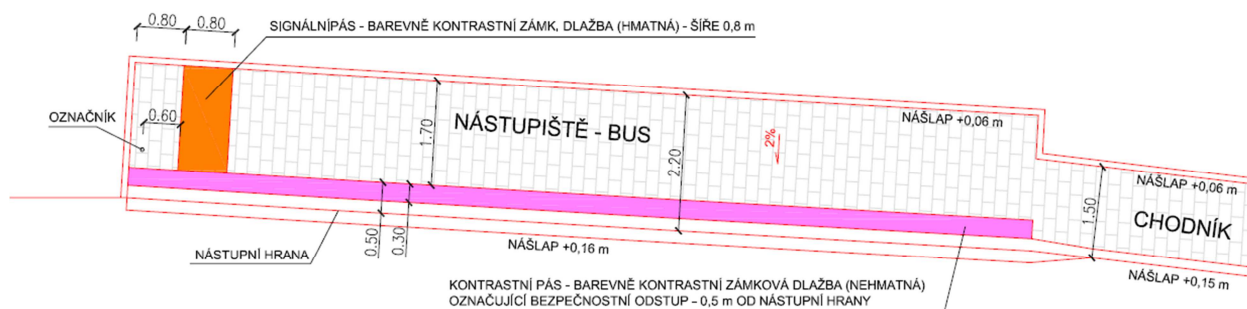 0.80 0.80
SIGNÁLNÍPÁS - BAREVNĚ KONTRASTNÍ ZÁMK. DLAŽBA (HMATNÁ) - ŠÍŘE 0,8 m
OZNAČNÍK
0.60
1.70
NÁSTUPIŠTĚ - BUS
2.20
2%
NÁŠLAP +0,06 m
NÁŠLAP +0,06 m
1.50
CHODNÍK
NÁSTUPNÍ HRANA
0.50
0.30
NÁŠLAP +0,16 m
NÁŠLAP +0,15 m
KONTRASTNÍ PÁS - BAREVNĚ KONTRASTNÍ ZÁMKOVÁ DLAŽBA (NEHMATNÁ)
OZNAČUJÍCÍ BEZPEČNOSTNÍ ODSTUP - 0,5 m OD NÁSTUPNÍ HRANY